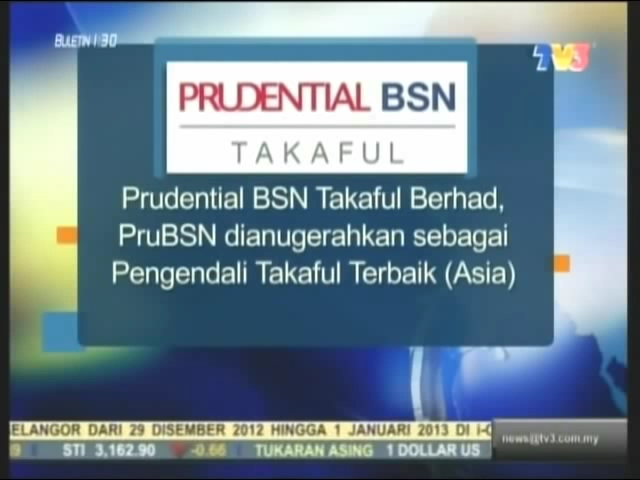 BULETIN 1:30
TV3
PRUDENTIAL BSN
TAKAFUL
Prudential BSN Takaful Berhad,
PruBSN dianugerahkan sebagai
Pengendali Takaful Terbaik (Asia)
SELANGOR DARI 29 DISEMBER 2012 HINGGA 1 JANUARI 2013 DI i-C
news@tv3.com.my
STI 3,162.90 -0.66 TUKARAN ASING 1 DOLLAR US